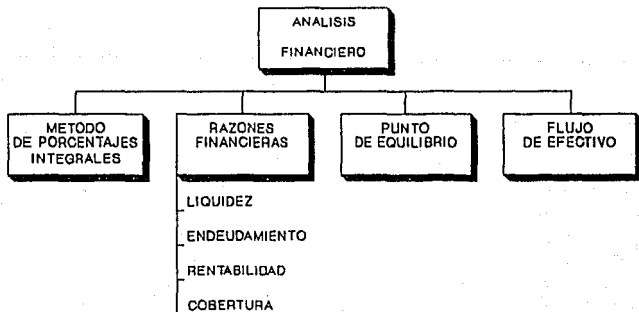 ANALISIS
FINANCIERO
METODO
DE PORCENTAJES
INTEGRALES
RAZONES
FINANCIERAS
PUNTO
DE EQUILIBRIO
FLUJO
DE EFECTIVO
LIQUIDEZ
ENDEUDAMIENTO
RENTABILIDAD
COBERTURA